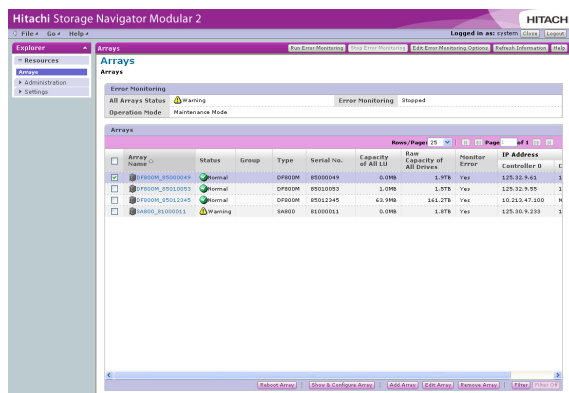 Hitachi Storage Navigator Modular 2
HITACH
File Go Help
Logged in as: system Close Logout
Explorer
Resources
Arrays
Administration
Settings
Arrays
Run Error Monitoring Stop Error Monitoring Edit Error Monitoring Options Refresh Information Help
Arrays
Arrays
Error Monitoring
All Arrays Status Warning Error Monitoring Stopped
Operation Mode Maintenance Mode
Arrays
Rows/Page: 25 Page of 1
Array Name Status Group Type Serial No. Capacity of All LU Raw Capacity of All Drives Monitor Error IP Address
Controller 0 C
DF800M_85000049 Normal DF800M 85000049 0.0MB 1.9TB Yes 125.32.9.61 1
DF800M_85010053 Normal DF800M 85010053 1.0MB 1.5TB Yes 125.32.9.55 1
DF800M_85012345 Normal DF800M 85012345 63.9MB 161.2TB Yes 10.213.47.100 N
SA800_81000011 Warning SA800 81000011 0.0MB 1.8TB Yes 125.30.9.233 1
Reboot Array Show & Configure Array Add Array Edit Array Remove Array Filter Filter Off